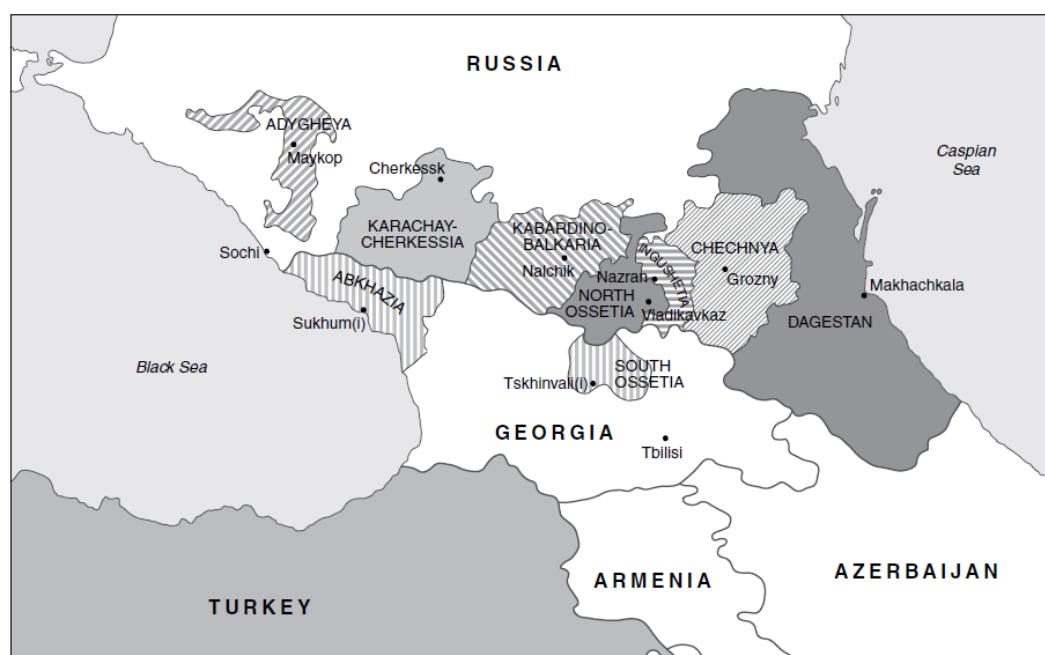 RUSSIA
ADYGHEYA
Maykop
Cherkessk
Caspian
Sea
KARACHAY-
CHERKESSIA
KABARDINO-
BALKARIA
Nalchik
INGUSHETIA
CHECHNYA
Grozny
Sochi
ABKHAZIA
Sukhum(i)
Nazran
NORTH
OSSETIA
Vladikavkaz
Makhachkala
DAGESTAN
Black Sea
SOUTH
OSSETIA
Tskhinvali(i)
GEORGIA
Tbilisi
ARMENIA
AZERBAIJAN
TURKEY